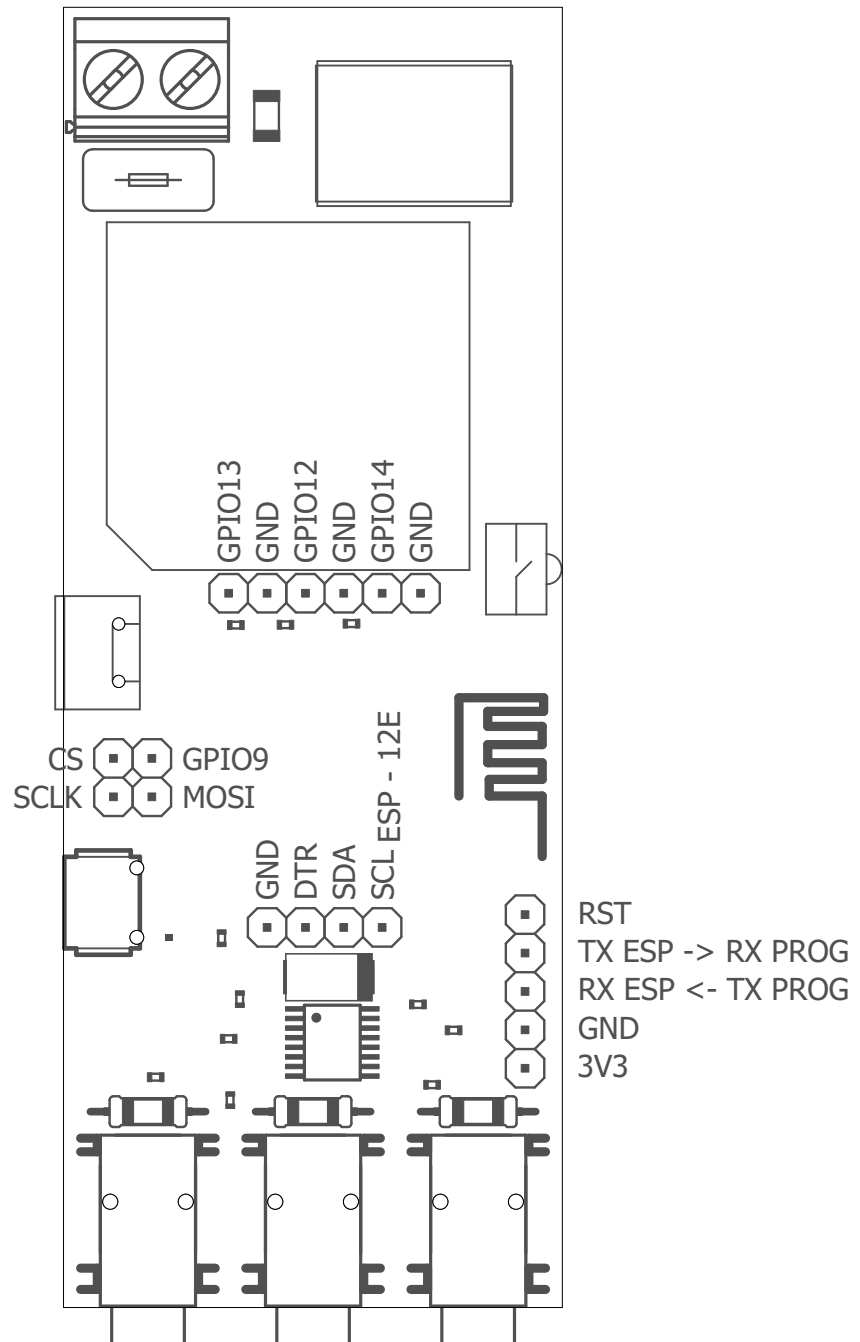 GPIO13
GND
GPIO12
GND
GPIO14
GND
CS
GPIO9
SCLK
MOSI
ESP - 12E
GND
DTR
SDA
SCL
RST
TX ESP -> RX PROG
RX ESP <- TX PROG
GND
3V3